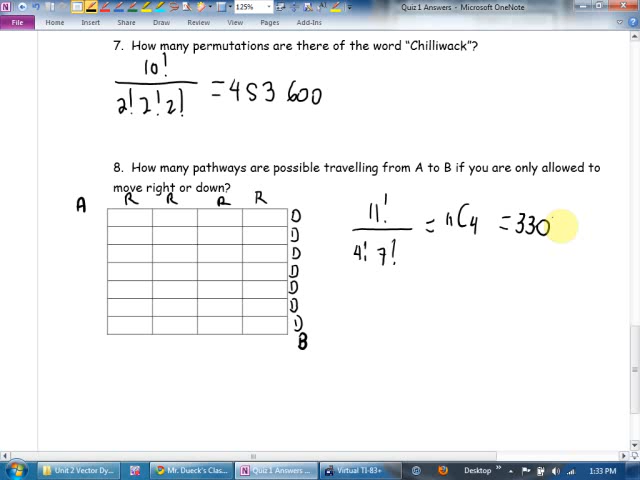 Quiz 1 Answers - Microsoft OneNote
125%
File Home Insert Share Draw Review View Add-Ins
7. How many permutations are there of the word “Chilliwack”?
10!
2! 2! 2!
= 453 600
8. How many pathways are possible travelling from A to B if you are only allowed to
move right or down?
A R R R R
D
D
D
D
D
D
D
B
11!
4! 7!
= 11C4 = 330
Unit 2 Vector Dy... Mr. Dueck's Class... Quiz 1 Answers ... Virtual TI-83+ Desktop 1:33 PM